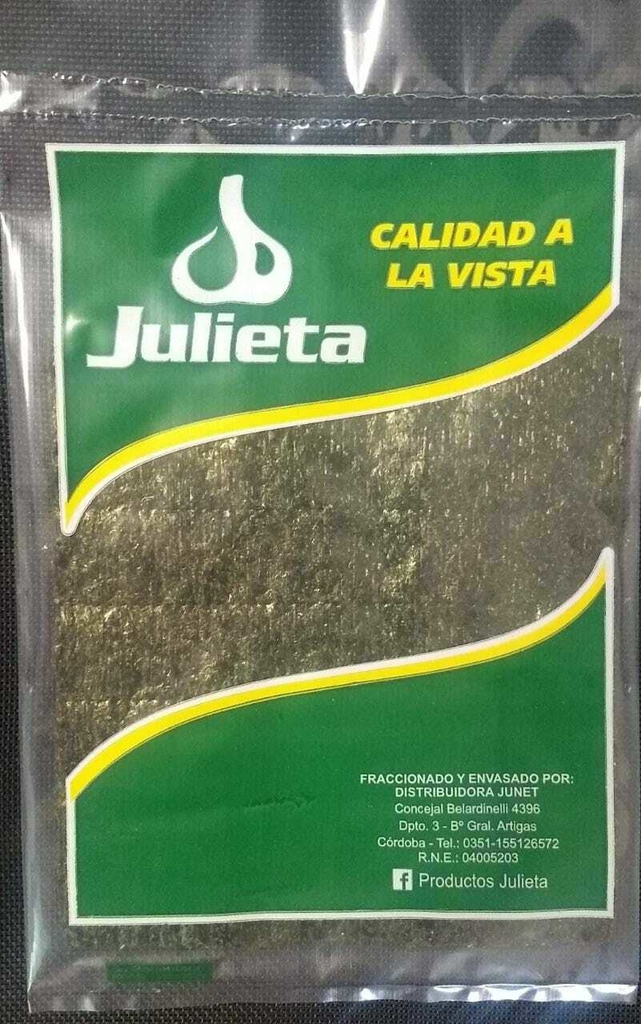 Julieta
CALIDAD A
LA VISTA
FRACCIONADO Y ENVASADO POR:
DISTRIBUIDORA JUNET
Concejal Belardinelli 4396
Dpto. 3 - Bº Gral. Artigas
Córdoba - Tel.: 0351-155126572
R.N.E.: 04005203
f Productos Julieta